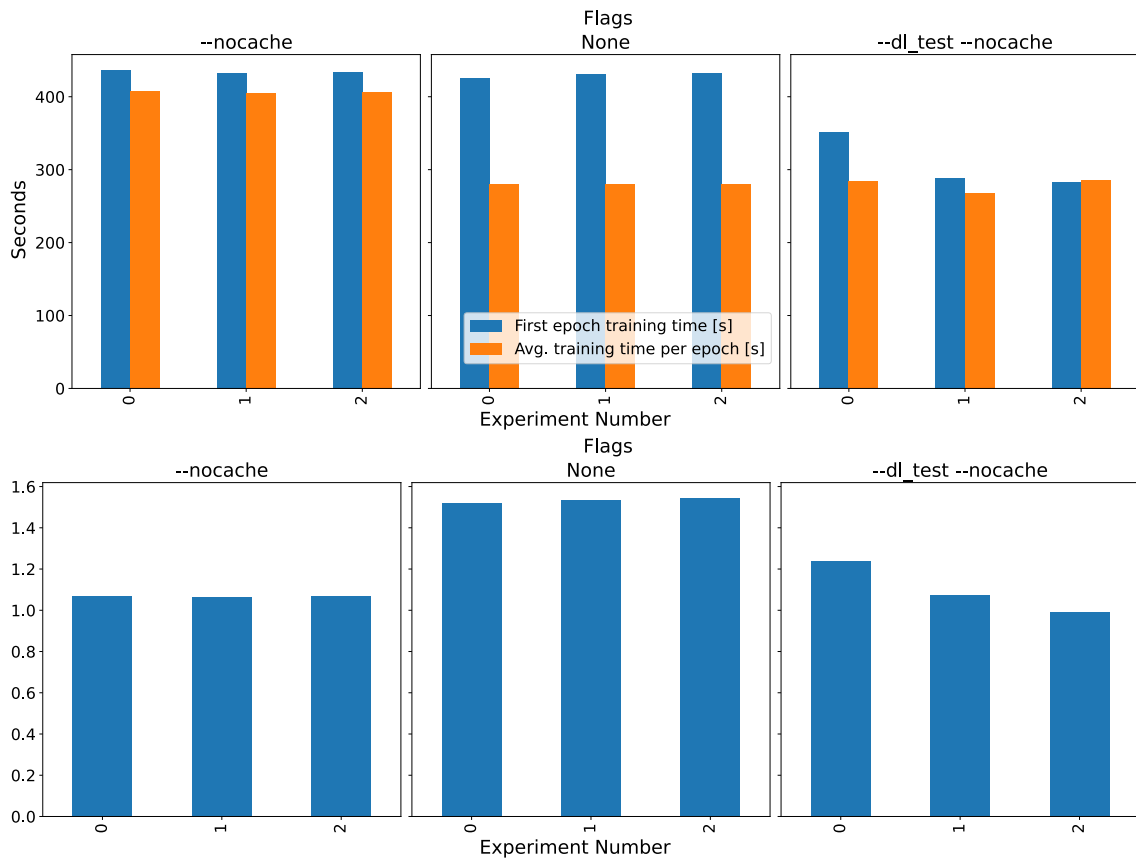 Flags
--nocache
None
--dl_test --nocache
Seconds
400
300
200
100
0
First epoch training time [s]
Avg. training time per epoch [s]
0 1 2
0 1 2
0 1 2
Experiment Number
Flags
--nocache
None
--dl_test --nocache
1.6
1.4
1.2
1.0
0.8
0.6
0.4
0.2
0.0
0 1 2
0 1 2
0 1 2
Experiment Number